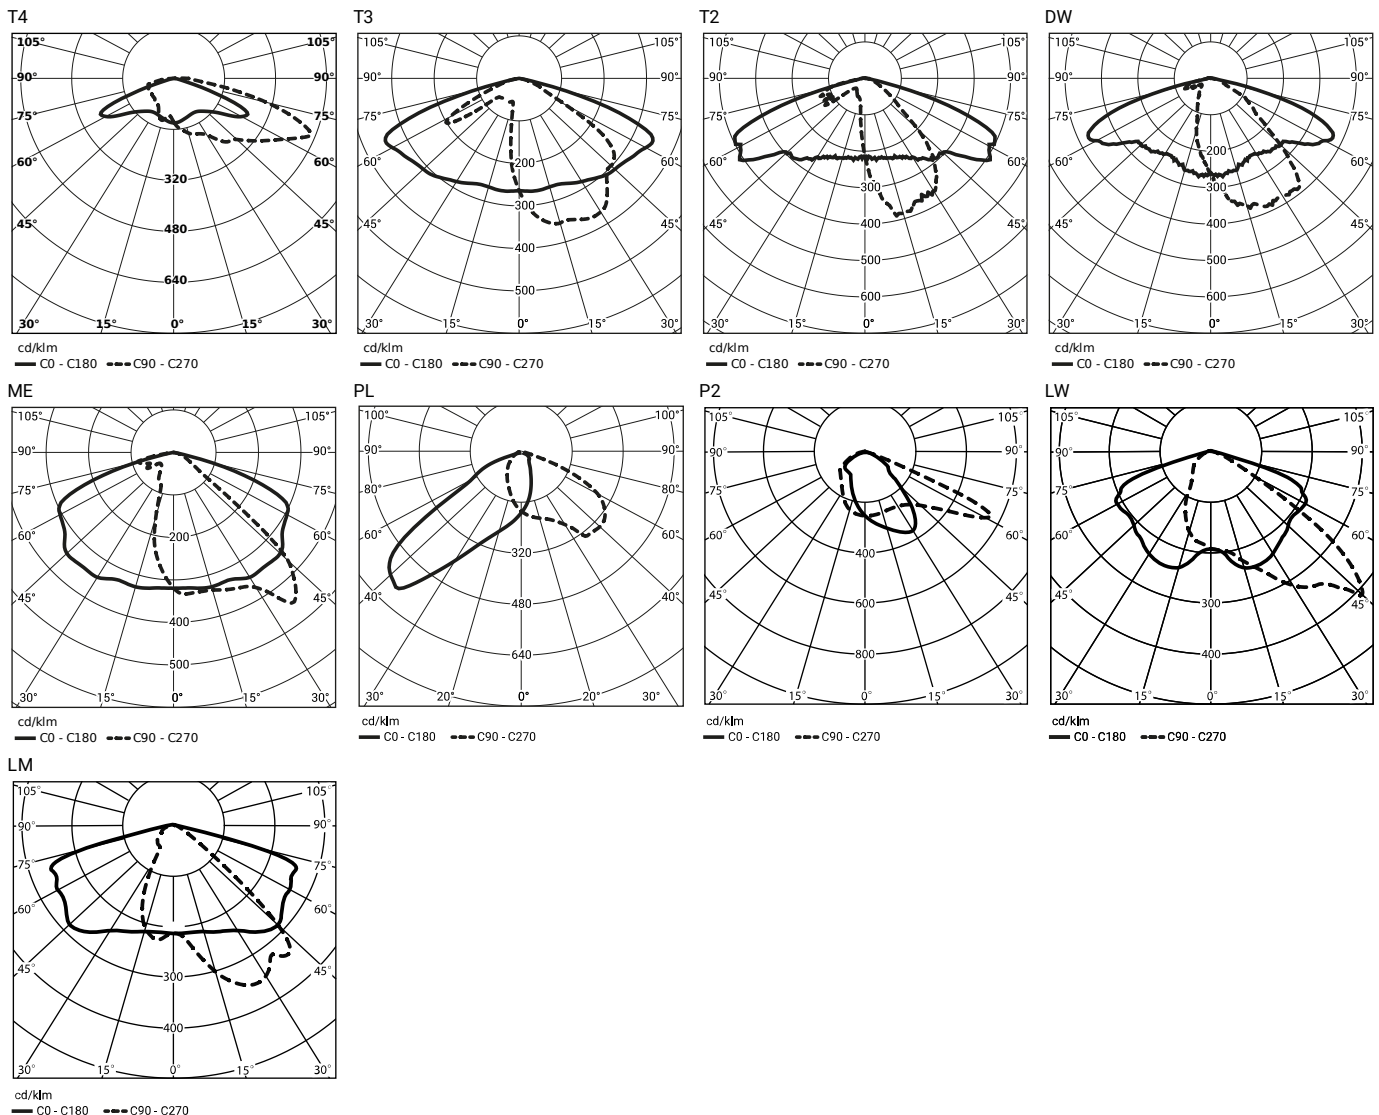 T4 T3 T2 DW
105° 105° 105° 105° 105° 105° 105° 105°
90° 90° 90° 90° 90° 90° 90° 90°
75° 75° 75° 75° 75° 75° 75° 75°
60° 60° 60° 60° 60° 60° 60° 60°
320 200 200
480 300 300 300
45° 45° 45° 45° 45° 45° 45° 45°
400 400 400
640 500 500 500
600 600
30° 15° 0° 15° 30° 30° 15° 0° 15° 30° 30° 15° 0° 15° 30° 30° 15° 0° 15° 30°
cd/klm cd/klm cd/klm cd/klm
C0 - C180 C90 - C270 C0 - C180 C90 - C270 C0 - C180 C90 - C270 C0 - C180 C90 - C270
ME PL P2 LW
105° 105° 100° 100° 105° 105° 105° 105°
90° 90° 90° 90° 90° 90° 90° 90°
75° 75° 80° 80° 75° 75° 75° 75°
60° 60° 60° 60° 60° 60° 60° 60°
200 320 400
45° 45° 40° 40° 45° 45° 45° 45°
400 480 600 300
500 640 800 400
30° 15° 0° 15° 30° 30° 20° 0° 20° 30° 30° 15° 0° 15° 30° 30° 15° 0° 15° 30°
cd/klm cd/klm cd/klm cd/klm
C0 - C180 C90 - C270 C0 - C180 C90 - C270 C0 - C180 C90 - C270 C0 - C180 C90 - C270
LM
105° 105°
90° 90°
75° 75°
60° 60°
45° 45°
300
400
30° 15° 0° 15° 30°
cd/klm
C0 - C180 C90 - C270